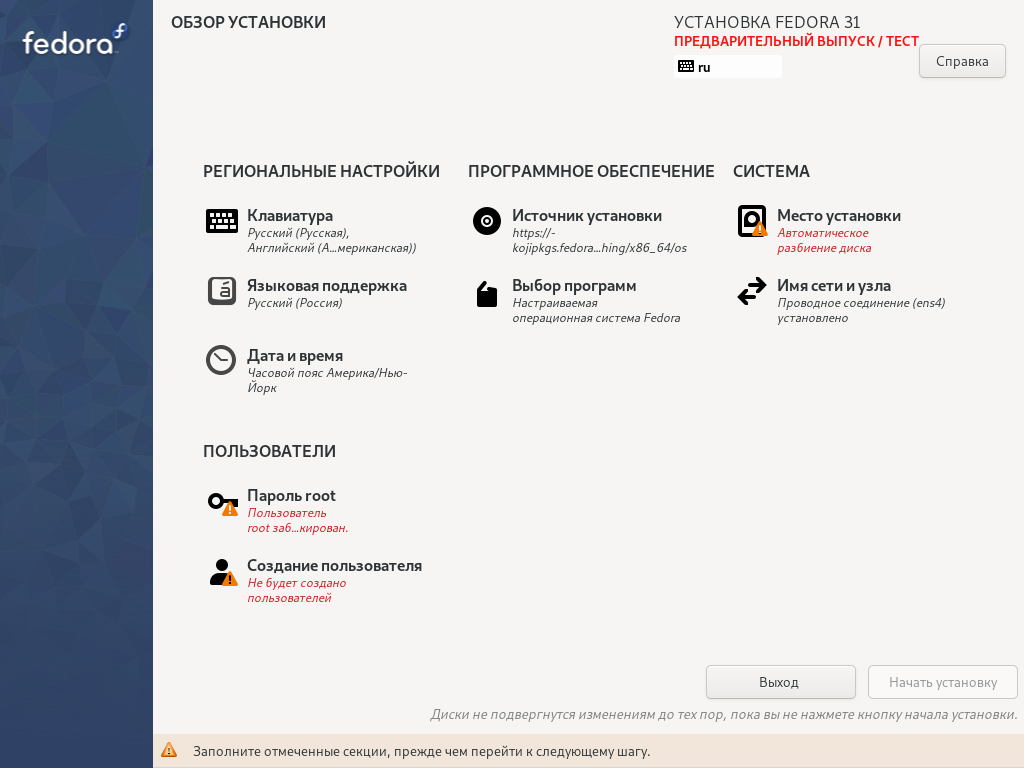 fedora
ОБЗОР УСТАНОВКИ
УСТАНОВКА FEDORA 31
ПРЕДВАРИТЕЛЬНЫЙ ВЫПУСК / ТЕСТ
ru
Справка
РЕГИОНАЛЬНЫЕ НАСТРОЙКИ
Клавиатура
Русский (Русская),
Английский (А...мериканская))
Языковая поддержка
Русский (Россия)
Дата и время
Часовой пояс Америка/Нью-
Йорк
ПРОГРАММНОЕ ОБЕСПЕЧЕНИЕ
Источник установки
https://-
kojipkgs.fedora...hing/x86_64/os
Выбор программ
Настраиваемая
операционная система Fedora
СИСТЕМА
Место установки
Автоматическое
разбиение диска
Имя сети и узла
Проводное соединение (ens4)
установлено
ПОЛЬЗОВАТЕЛИ
Пароль root
Пользователь
root заб...кирован.
Создание пользователя
Не будет создано
пользователей
Выход
Начать установку
Диски не подвергнутся изменениям до тех пор, пока вы не нажмете кнопку начала установки.
Заполните отмеченные секции, прежде чем перейти к следующему шагу.